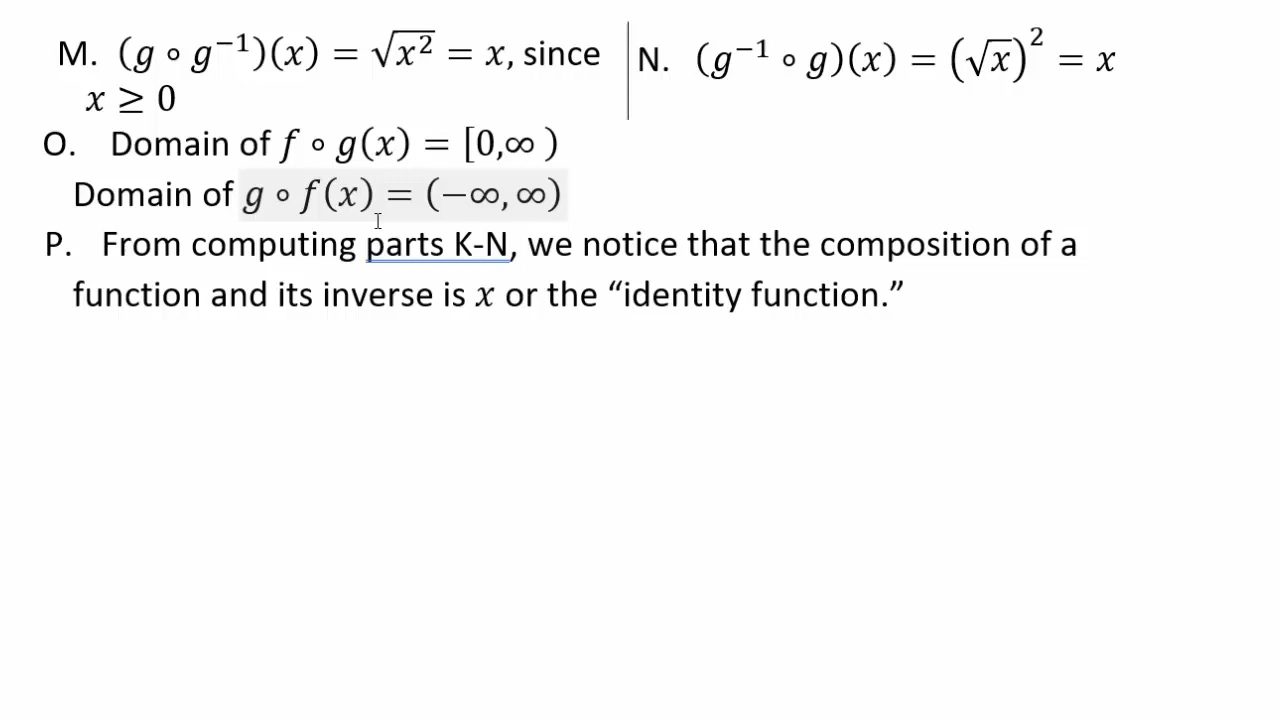 M. (g ∘ g⁻¹)(x) = √x² = x, since
x ≥ 0
N. (g⁻¹ ∘ g)(x) = (√x)² = x
O. Domain of f ∘ g(x) = [0,∞ )
Domain of g ∘ f(x) = (−∞, ∞)
P. From computing parts K-N, we notice that the composition of a
function and its inverse is x or the “identity function.”